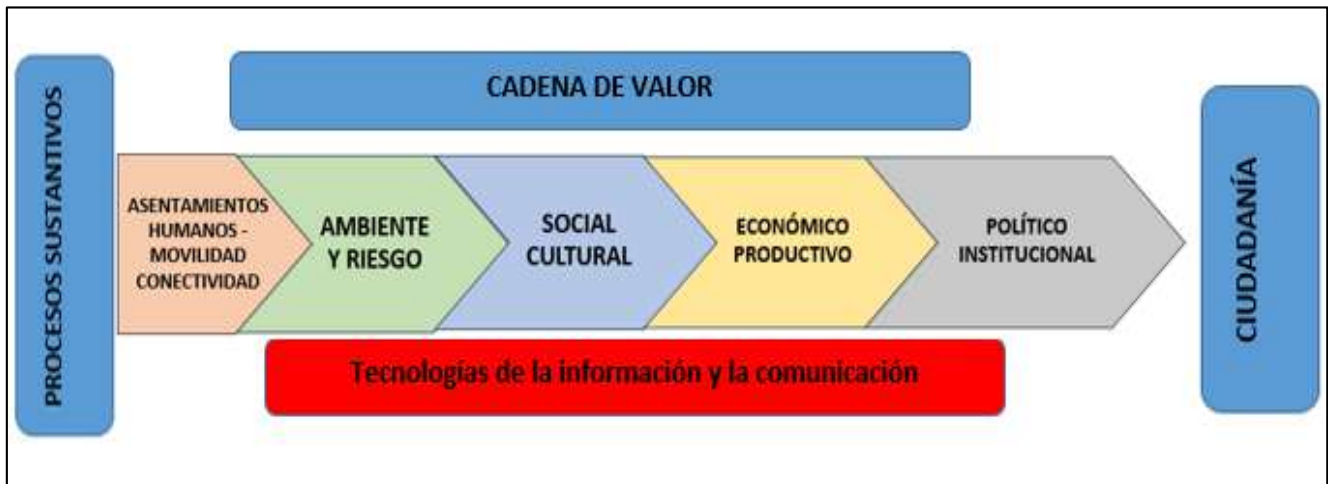 PROCESOS SUSTANTIVOS
CADENA DE VALOR
ASENTAMIENTOS
HUMANOS -
MOVILIDAD
CONECTIVIDAD
AMBIENTE
Y RIESGO
SOCIAL
CULTURAL
ECONÓMICO
PRODUCTIVO
POLÍTICO
INSTITUCIONAL
Tecnologías de la información y la comunicación
CIUDADANÍA